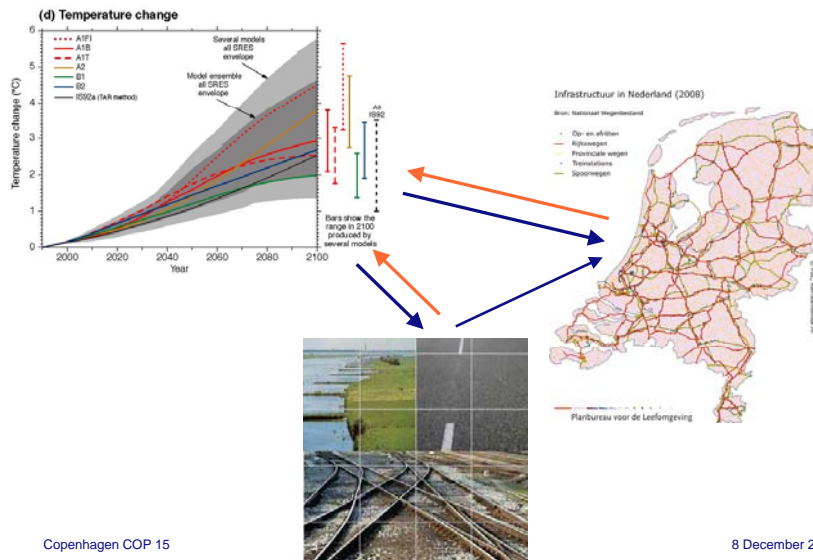 (d) Temperature change
6
5
4
3
2
1
0
Temperature change (°C)
A1FI
A1B
A1T
A2
B1
B2
IS92a (TAR method)
Several models
all SRES
envelope
Model ensemble
all SRES
envelope
2000
2020
2040
2060
2080
2100
Year
All
IS92
Bars show the
range in 2100
produced by
several models
Infrastructuur in Nederland (2008)
Bron: Nationaal Wegenbestand
Op- en afritten
Rijkswegen
Provinciale wegen
Treinstations
Spoorwegen
Planbureau voor de Leefomgeving
Copenhagen COP 15
8 December 2